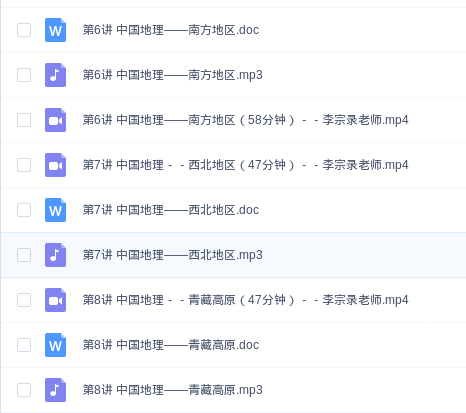 第6讲 中国地理——南方地区.doc
第6讲 中国地理——南方地区.mp3
第6讲 中国地理——南方地区（58分钟）- - 李宗录老师.mp4
第7讲 中国地理 - - 西北地区（47分钟）- - 李宗录老师.mp4
第7讲 中国地理——西北地区.doc
第7讲 中国地理——西北地区.mp3
第8讲 中国地理 - - 青藏高原（47分钟）- - 李宗录老师.mp4
第8讲 中国地理——青藏高原.doc
第8讲 中国地理——青藏高原.mp3